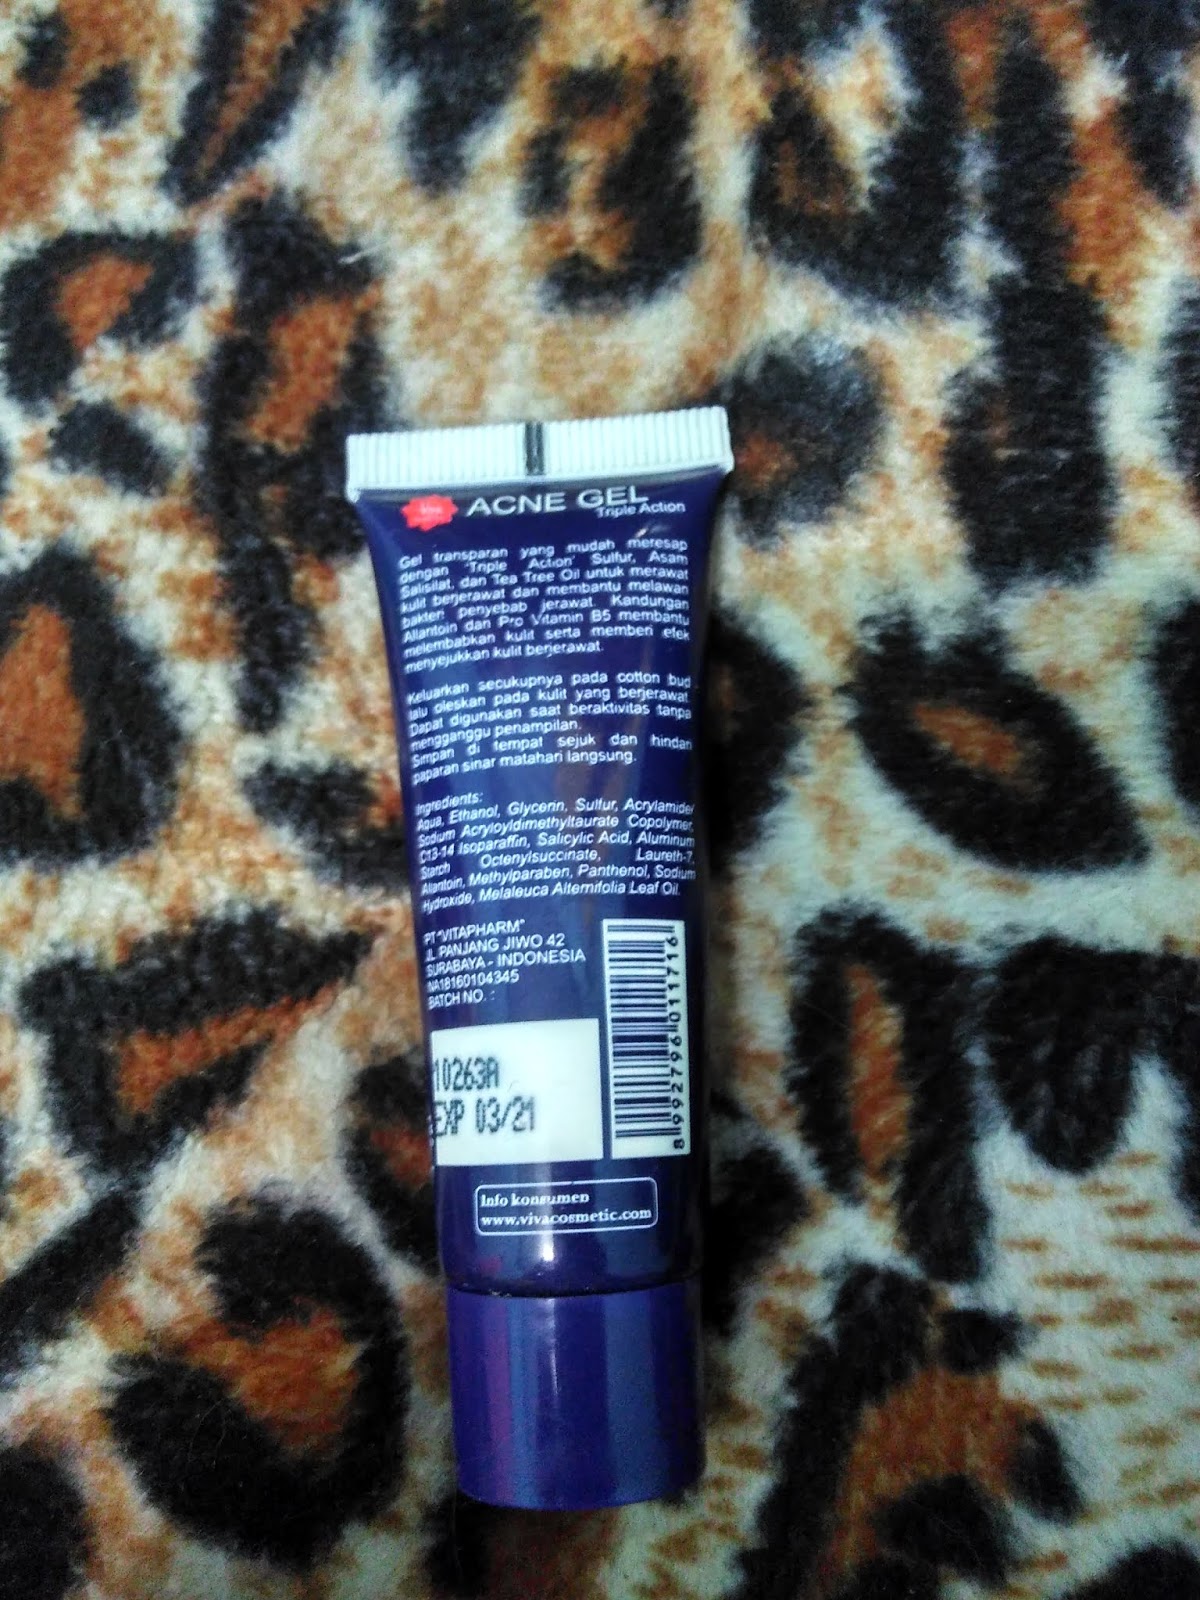 Viva
ACNE GEL
Triple Action
Gel transparan yang mudah meresap
dengan 'Triple Action' Sulfur, Asam
Salisilat, dan Tea Tree Oil untuk merawat
kulit berjerawat dan membantu melawan
bakteri penyebab jerawat. Kandungan
Allantoin dan Pro Vitamin B5 membantu
melembabkan kulit serta memberi efek
menyejukkan kulit berjerawat.
Keluarkan secukupnya pada cotton bud
lalu oleskan pada kulit yang berjerawat
Dapat digunakan saat beraktivitas tanpa
mengganggu penampilan.
Simpan di tempat sejuk dan hindari
paparan sinar matahari langsung.
Ingredients:
Aqua, Ethanol, Glycerin, Sulfur, Acrylamide/
Sodium Acryloyldimethyltaurate Copolymer,
C13-14 Isoparaffin, Salicylic Acid, Aluminum
Starch Octenylsuccinate, Laureth-7,
Allantoin, Methylparaben, Panthenol, Sodium
Hydroxide, Melaleuca Alternifolia Leaf Oil.
PT "VITAPHARM"
JL. PANJANG JIWO 42
SURABAYA - INDONESIA
NA18160104345
BATCH NO. :
10263A
EXP 03/21
8992796011716
Info konsumen
www.vivacosmetic.com